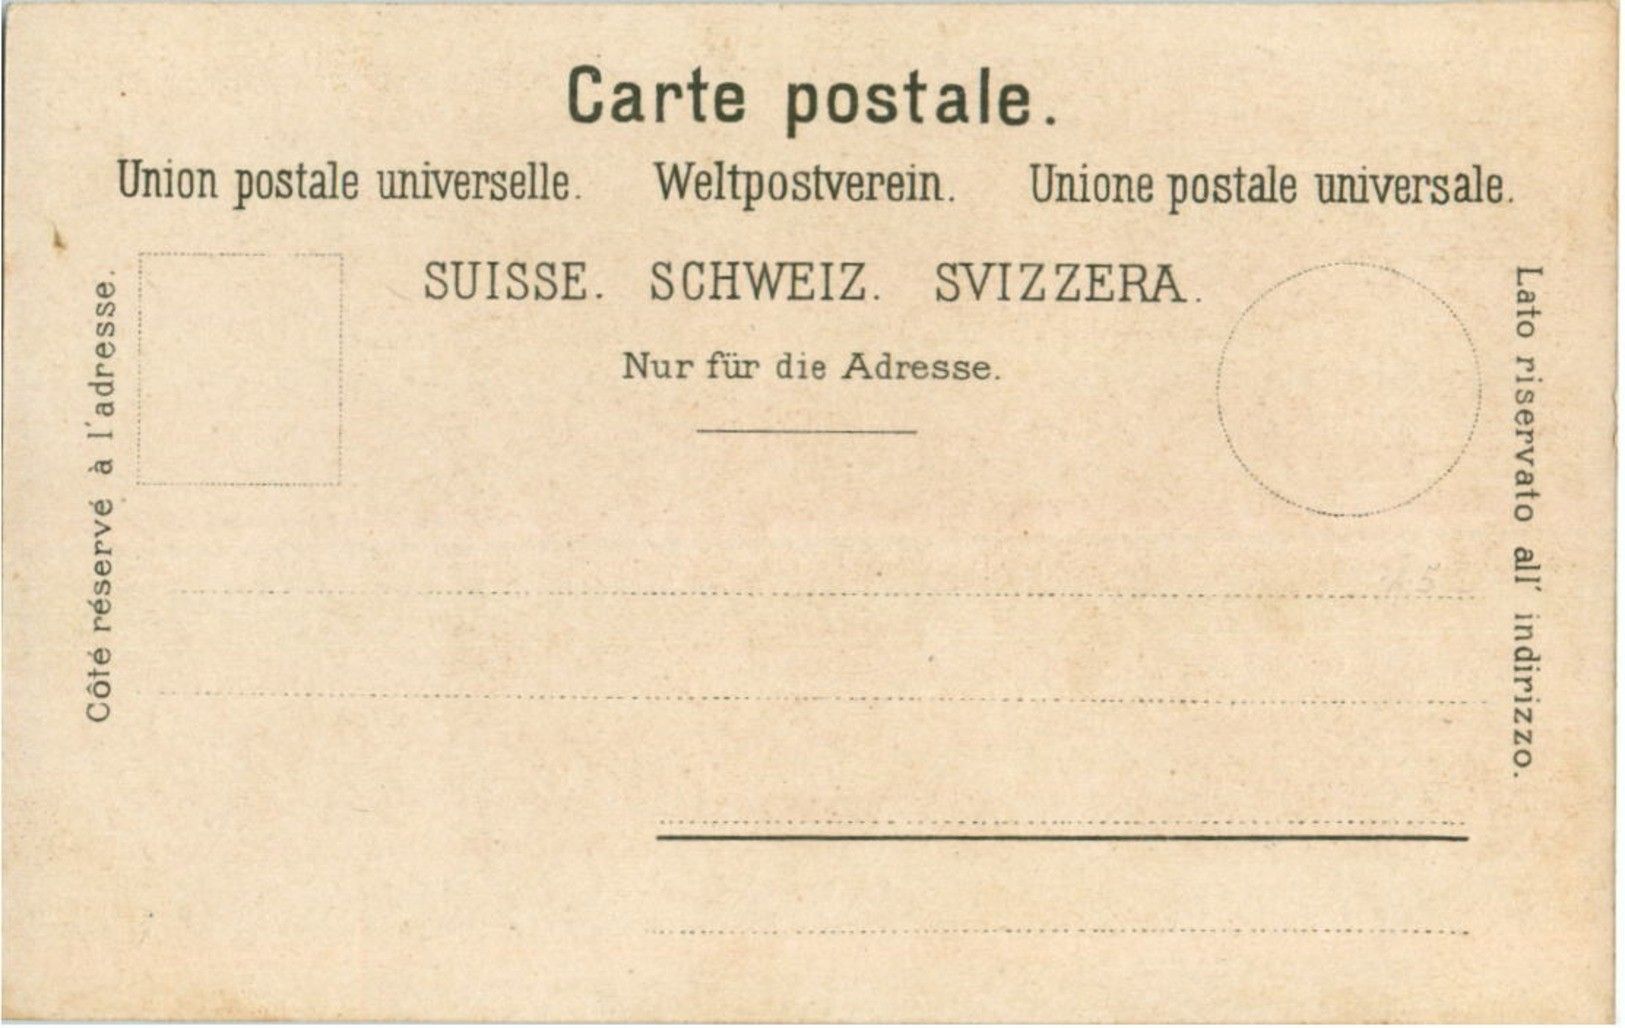 Carte postale.
Union postale universelle. Weltpostverein. Unione postale universale.
SUISSE. SCHWEIZ. SVIZZERA.
Nur für die Adresse.
Côté réservé à l'adresse.
Lato riservato all' indirizzo.